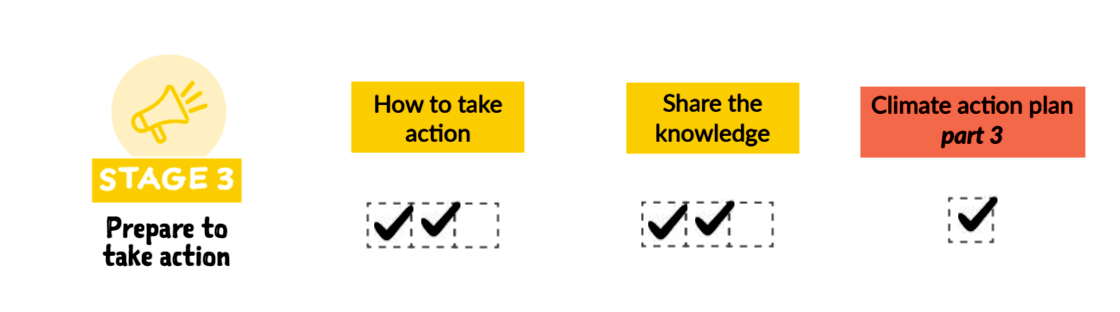 STAGE 3
Prepare to
take action
How to take
action
Share the
knowledge
Climate action plan
part 3